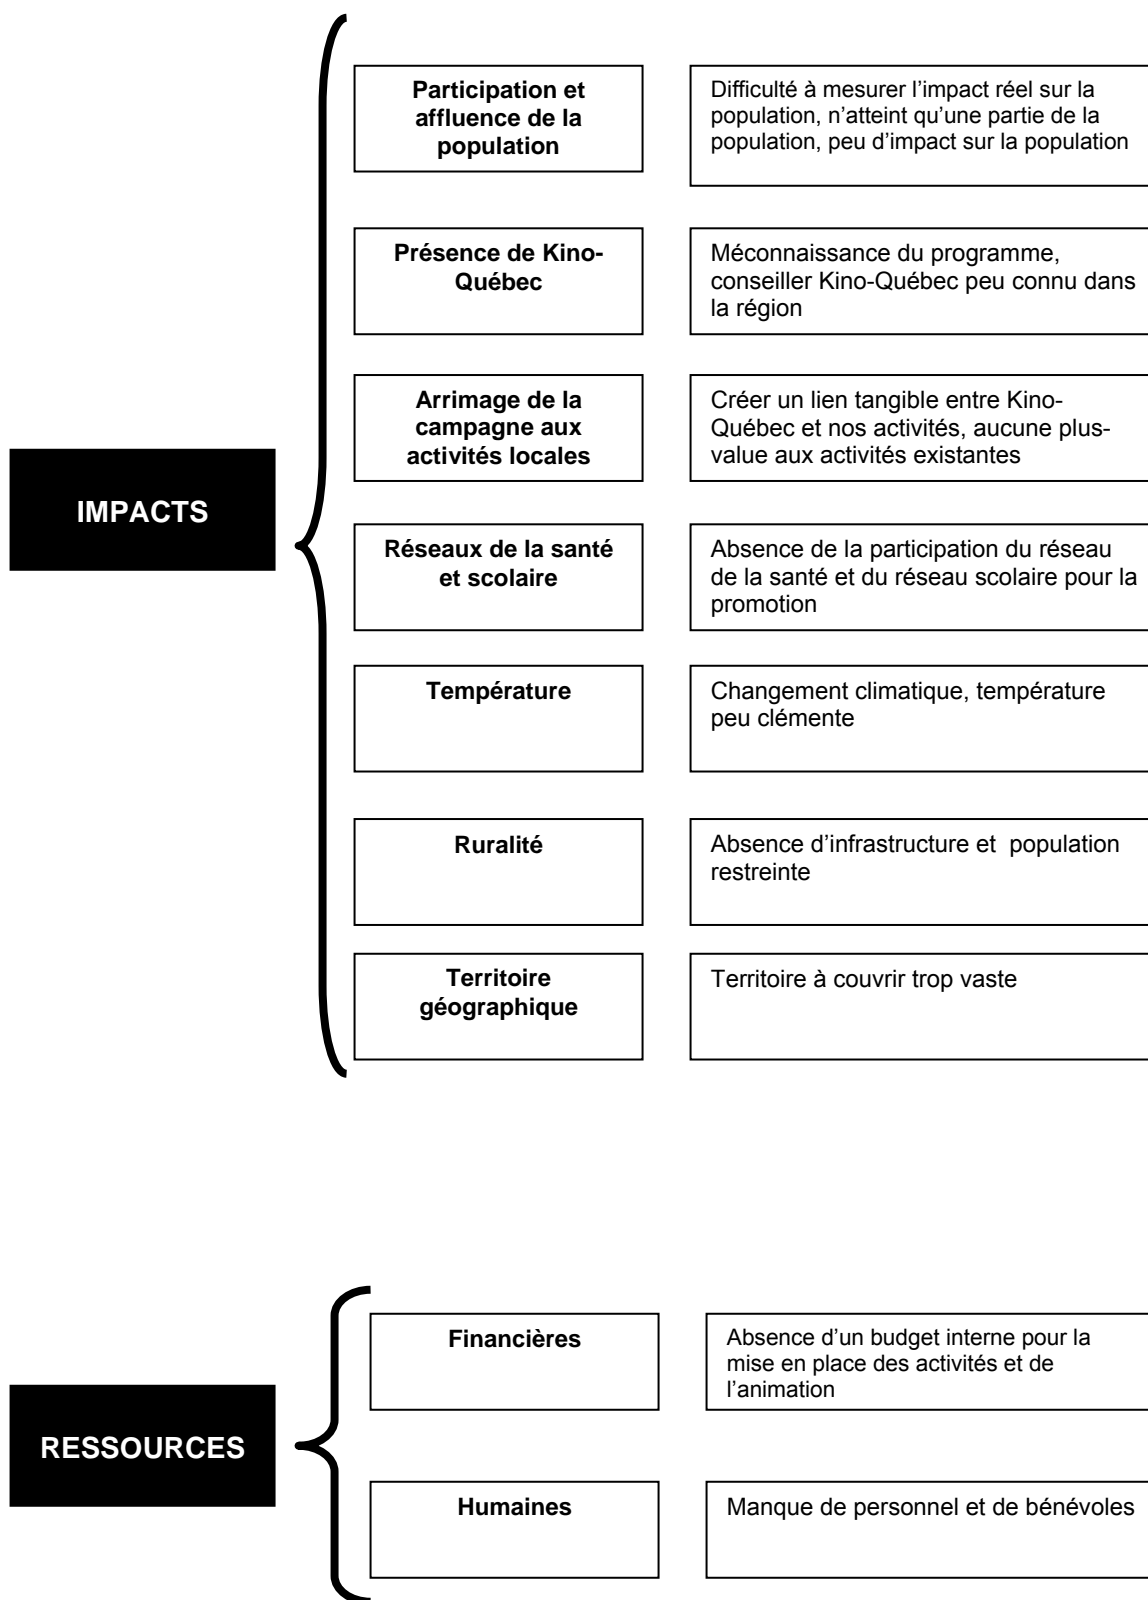 IMPACTS
Participation et
affluence de la
population
Difficulté à mesurer l’impact réel sur la
population, n’atteint qu’une partie de la
population, peu d’impact sur la population
Présence de Kino-
Québec
Méconnaissance du programme,
conseiller Kino-Québec peu connu dans
la région
Arrimage de la
campagne aux
activités locales
Créer un lien tangible entre Kino-
Québec et nos activités, aucune plus-
value aux activités existantes
Réseaux de la santé
et scolaire
Absence de la participation du réseau
de la santé et du réseau scolaire pour la
promotion
Température
Changement climatique, température
peu clémente
Ruralité
Absence d’infrastructure et  population
restreinte
Territoire
géographique
Territoire à couvrir trop vaste
RESSOURCES
Financières
Absence d’un budget interne pour la
mise en place des activités et de
l’animation
Humaines
Manque de personnel et de bénévoles